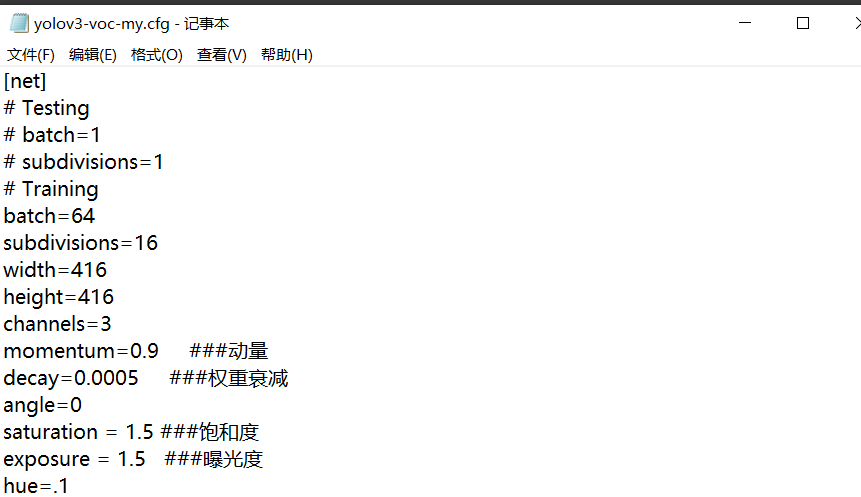 yolov3-voc-my.cfg - 记事本
文件(F) 编辑(E) 格式(O) 查看(V) 帮助(H)
[net]
# Testing
# batch=1
# subdivisions=1
# Training
batch=64
subdivisions=16
width=416
height=416
channels=3
momentum=0.9 ###动量
decay=0.0005 ###权重衰减
angle=0
saturation = 1.5 ###饱和度
exposure = 1.5 ###曝光度
hue=.1